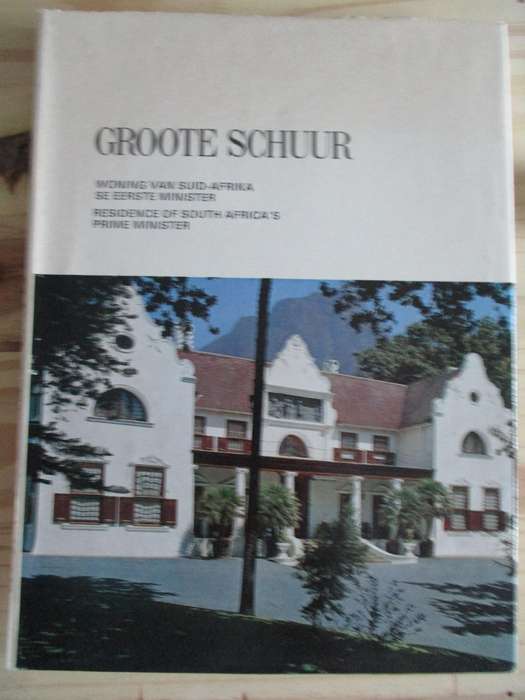 GROOTE SCHUUR
WONING VAN SUID-AFRIKA
SE EERSTE MINISTER
RESIDENCE OF SOUTH AFRICA'S
PRIME MINISTER